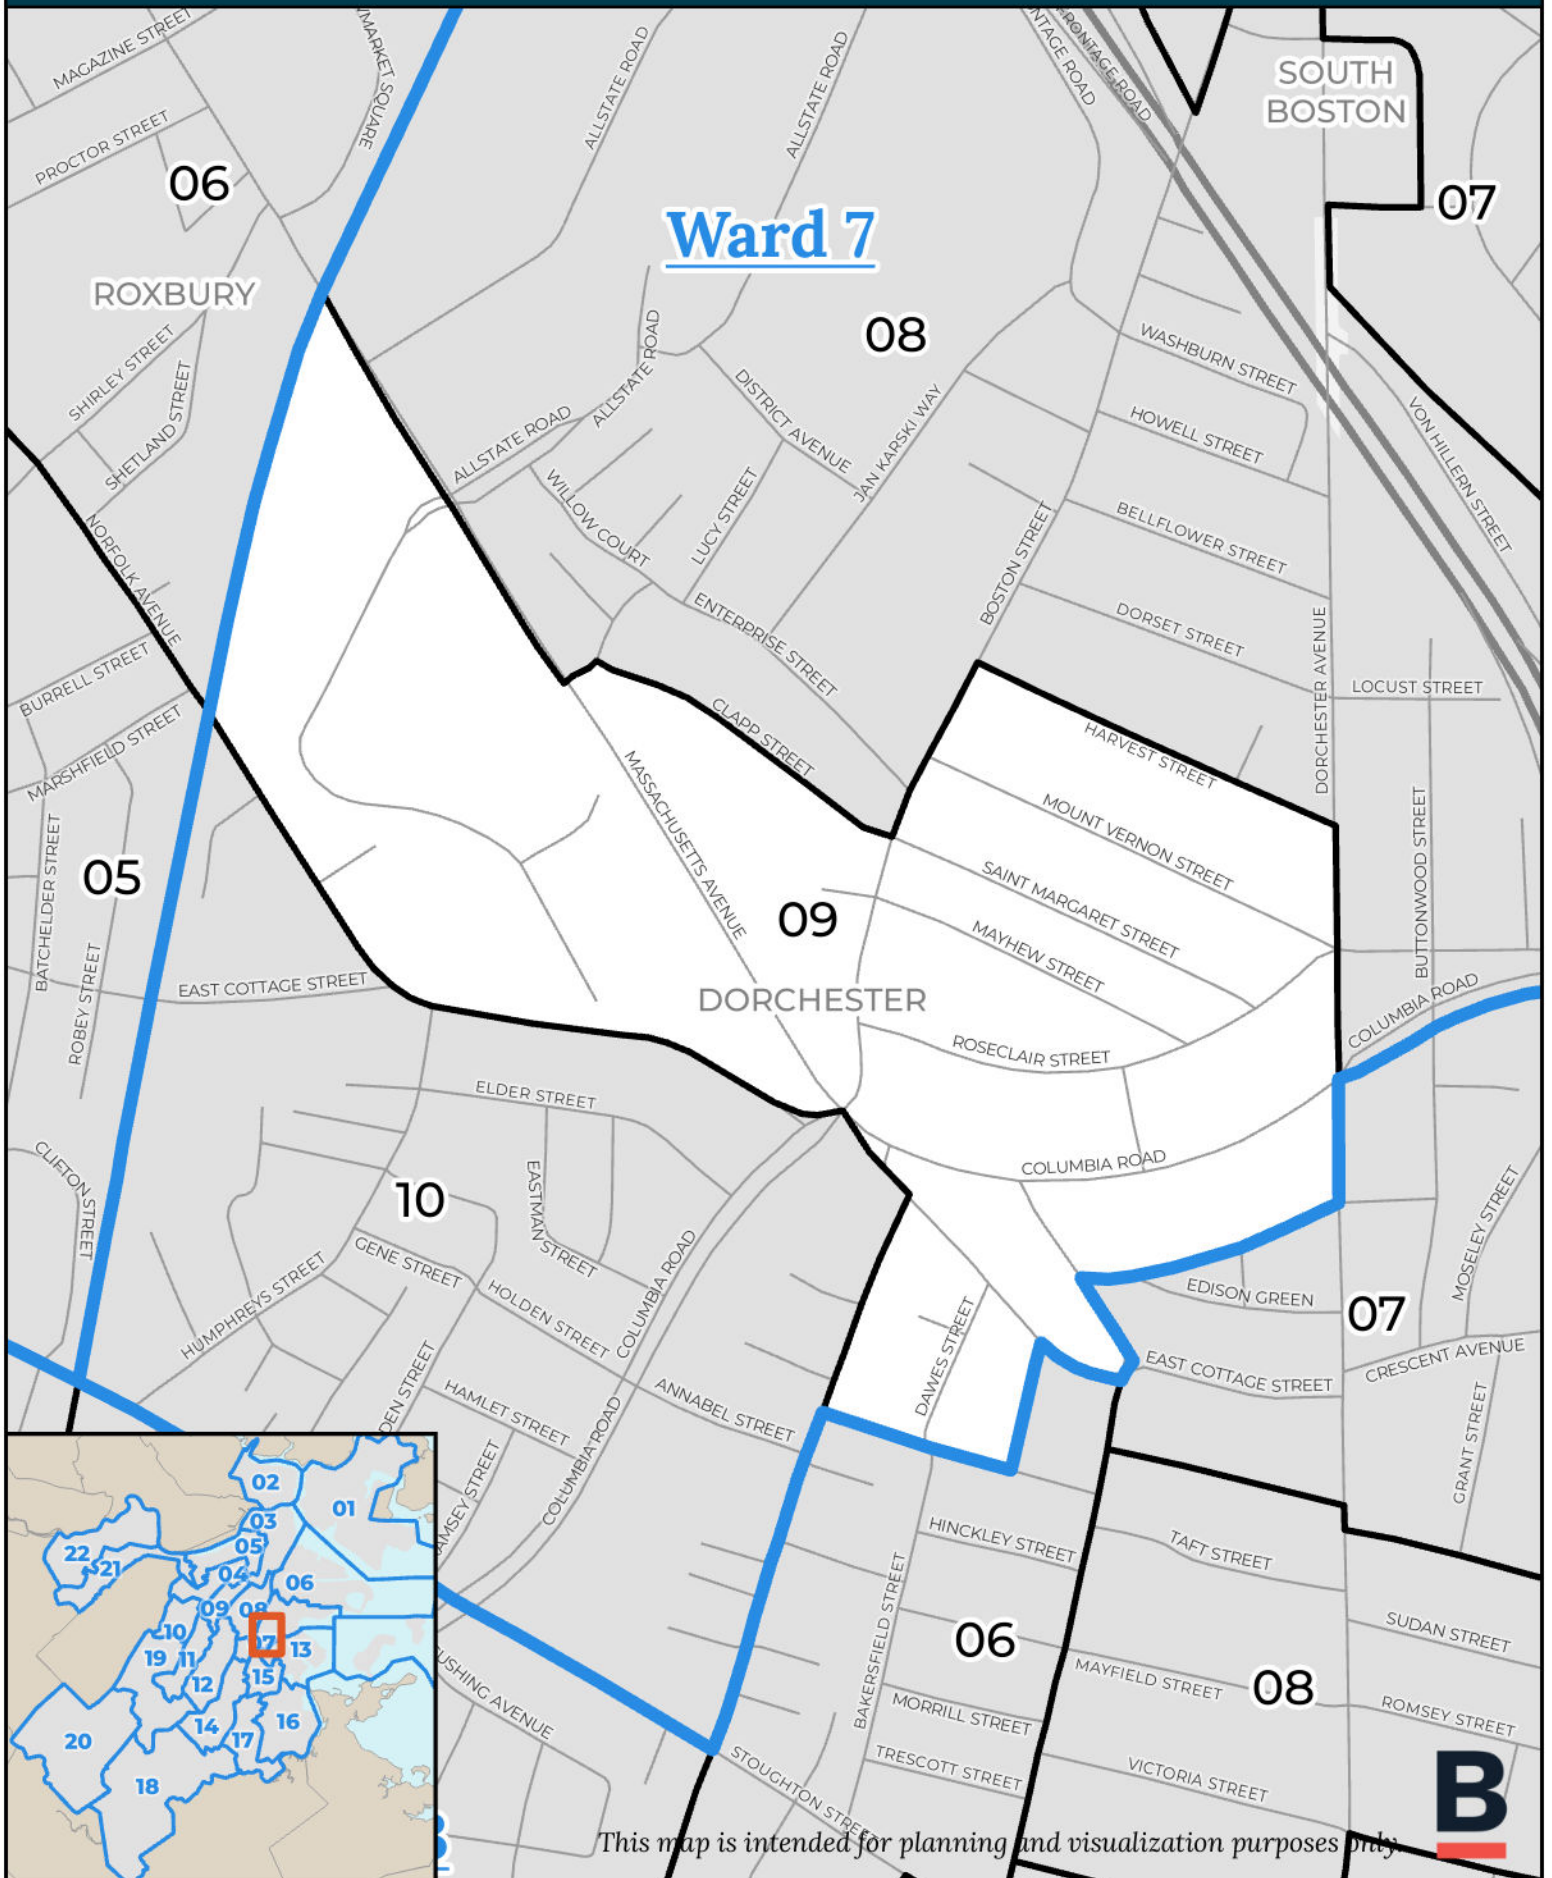 MAGAZINE STREET
PROCTOR STREET
ALLSTATE ROAD
ALLSTATE ROAD
FRONTAGE ROAD
SOUTH
BOSTON
06
07
Ward 7
ROXBURY
08
SHIRLEY STREET
SHETLAND STREET
ALLSTATE ROAD
ALLSTATE ROAD
DISTRICT AVENUE
JAN KARSKI WAY
WASHBURN STREET
HOWELL STREET
VON HILLERN STREET
WILLOW COURT
LUCY STREET
BELLFLOWER STREET
NORFOLK AVENUE
BOSTON STREET
ENTERPRISE STREET
DORSET STREET
DORCHESTER AVENUE
LOCUST STREET
BURRELL STREET
MARSHFIELD STREET
CLAPP STREET
HARVEST STREET
MASSACHUSETTS AVENUE
MOUNT VERNON STREET
BUTTONWOOD STREET
BATCHELDER STREET
05
SAINT MARGARET STREET
09
MAYHEW STREET
ROBEY STREET
EAST COTTAGE STREET
DORCHESTER
COLUMBIA ROAD
ROSECLAIR STREET
ELDER STREET
CLIFTON STREET
10
EASTMAN STREET
COLUMBIA ROAD
GENE STREET
HUMPHREYS STREET
HOLDEN STREET
COLUMBIA ROAD
MOSELEY STREET
EDISON GREEN
07
DAWES STREET
EAST COTTAGE STREET
CRESCENT AVENUE
HAMLET STREET
ANNABEL STREET
GRANT STREET
COLUMBIA ROAD
HINCKLEY STREET
TAFT STREET
BAKERSFIELD STREET
06
SUDAN STREET
MAYFIELD STREET
08
ROMSEY STREET
MORRILL STREET
TRESCOTT STREET
VICTORIA STREET
STOUGHTON STREET
02
01
03
05
22
21
04
06
09
08
10
07
13
19
11
12
15
14
16
17
20
18
This map is intended for planning and visualization purposes only.
B